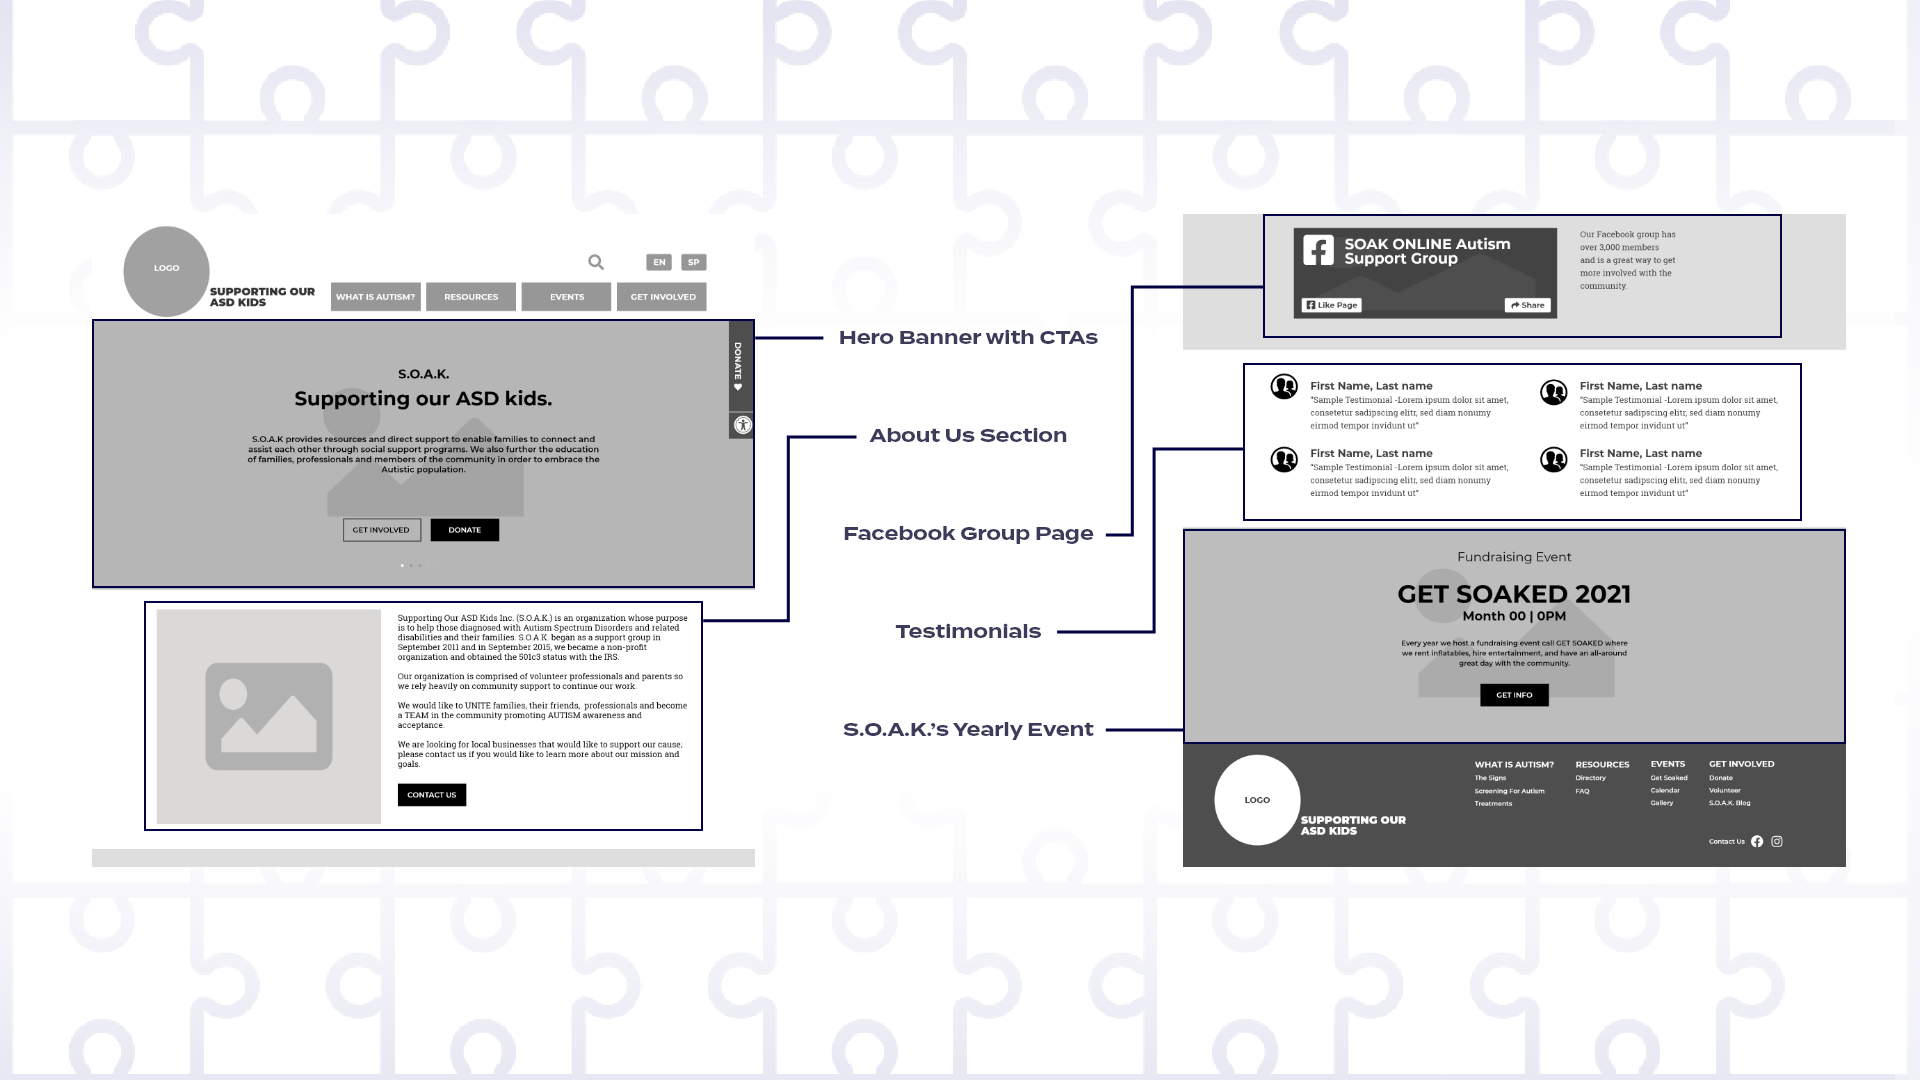 LOGO
SUPPORTING OUR
ASD KIDS
EN
SP
WHAT IS AUTISM?
RESOURCES
EVENTS
GET INVOLVED
DONATE
S.O.A.K.
Supporting our ASD kids.
S.O.A.K provides resources and direct support to enable families to connect and
assist each other through social support programs. We also further the education
of families, professionals and members of the community in order to embrace the
Autistic population.
GET INVOLVED
DONATE
Supporting Our ASD Kids Inc. (S.O.A.K.) is an organization whose purpose
is to help those diagnosed with Autism Spectrum Disorders and related
disabilities and their families. S.O.A.K. began as a support group in
September 2011 and in September 2015, we became a non-profit
organization and obtained the 501c3 status with the IRS.
Our organization is comprised of volunteer professionals and parents so
we rely heavily on community support to continue our work.
We would like to UNITE families, their friends,  professionals and become
a TEAM in the community promoting AUTISM awareness and
acceptance.
We are looking for local businesses that would like to support our cause;
please contact us if you would like to learn more about our mission and
goals.
CONTACT US
Hero Banner with CTAs
About Us Section
Facebook Group Page
Testimonials
S.O.A.K.’s Yearly Event
SOAK ONLINE Autism
Support Group
Like Page
Share
Our Facebook group has
over 3,000 members
and is a great way to get
more involved with the
community.
First Name, Last name
"Sample Testimonial -Lorem ipsum dolor sit amet,
consetetur sadipscing elitr, sed diam nonumy
eirmod tempor invidunt ut"
First Name, Last name
"Sample Testimonial -Lorem ipsum dolor sit amet,
consetetur sadipscing elitr, sed diam nonumy
eirmod tempor invidunt ut"
First Name, Last name
"Sample Testimonial -Lorem ipsum dolor sit amet,
consetetur sadipscing elitr, sed diam nonumy
eirmod tempor invidunt ut"
First Name, Last name
"Sample Testimonial -Lorem ipsum dolor sit amet,
consetetur sadipscing elitr, sed diam nonumy
eirmod tempor invidunt ut"
Fundraising Event
GET SOAKED 2021
Month 00 | 0PM
Every year we host a fundraising event call GET SOAKED where
we rent inflatables, hire entertainment, and have an all-around
great day with the community.
GET INFO
LOGO
SUPPORTING OUR
ASD KIDS
WHAT IS AUTISM?
The Signs
Screening For Autism
Treatments
RESOURCES
Directory
FAQ
EVENTS
Get Soaked
Calendar
Gallery
GET INVOLVED
Donate
Volunteer
S.O.A.K. Blog
Contact Us